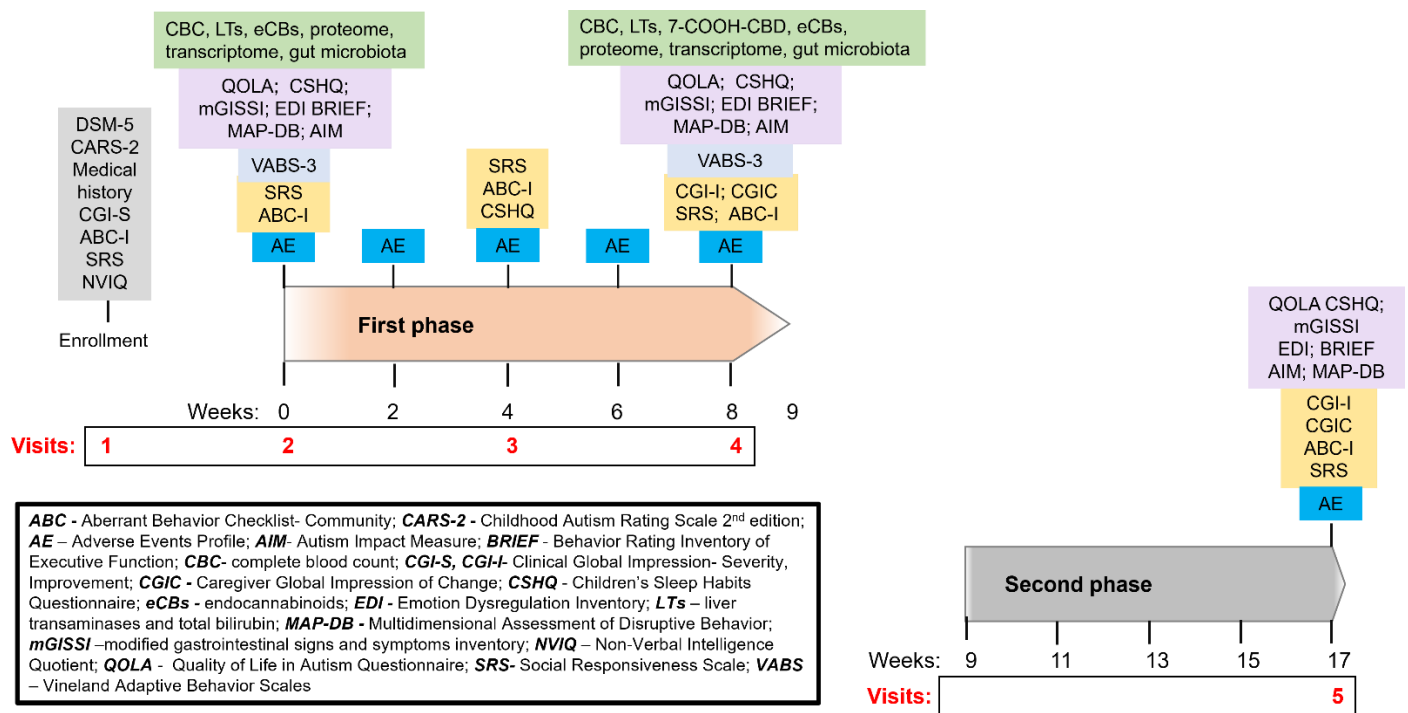 CBC, LTs, eCBs, proteome,
transcriptome, gut microbiota
QOLA; CSHQ;
mGISSI; EDI BRIEF;
MAP-DB; AIM
VABS-3
SRS
ABC-I
AE
DSM-5
CARS-2
Medical
history
CGI-S
ABC-I
SRS
NVIQ
Enrollment
AE
SRS
ABC-I
CSHQ
AE
AE
CBC, LTs, 7-COOH-CBD, eCBs,
proteome, transcriptome, gut microbiota
QOLA; CSHQ;
mGISSI; EDI BRIEF;
MAP-DB; AIM
VABS-3
CGI-I; CGIC
SRS; ABC-I
AE
First phase
Weeks: 0 2 4 6 8 9
Visits: 1 2 3 4
ABC - Aberrant Behavior Checklist- Community; CARS-2 - Childhood Autism Rating Scale 2nd edition;
AE – Adverse Events Profile; AIM- Autism Impact Measure; BRIEF - Behavior Rating Inventory of
Executive Function; CBC- complete blood count; CGI-S, CGI-I- Clinical Global Impression- Severity,
Improvement; CGIC - Caregiver Global Impression of Change; CSHQ - Children's Sleep Habits
Questionnaire; eCBs - endocannabinoids; EDI - Emotion Dysregulation Inventory; LTs – liver
transaminases and total bilirubin; MAP-DB - Multidimensional Assessment of Disruptive Behavior;
mGISSI –modified gastrointestinal signs and symptoms inventory; NVIQ – Non-Verbal Intelligence
Quotient; QOLA - Quality of Life in Autism Questionnaire; SRS- Social Responsiveness Scale; VABS
– Vineland Adaptive Behavior Scales
QOLA CSHQ;
mGISSI
EDI; BRIEF
AIM; MAP-DB
CGI-I
CGIC
ABC-I
SRS
AE
Second phase
Weeks: 9 11 13 15 17
Visits: 5